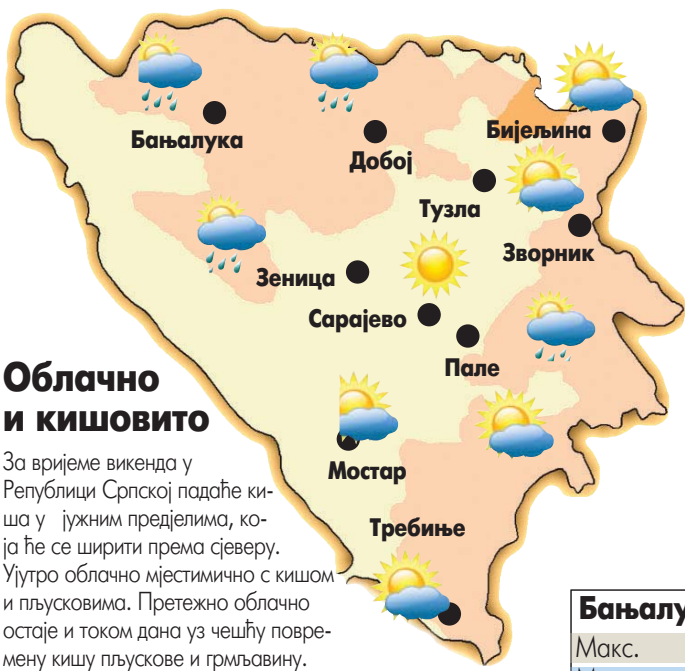 Бањалука
Добој
Бијељина
Тузла
Зворник
Зеница
Сарајево
Пале
Мостар
Требиње
Облачно
и кишовито
За вријеме викенда у
Републици Српској падаће ки-
ша у јужним предјелима, ко-
ја ће се ширити према сјеверу.
Ујутро облачно мјестимично с кишом
и пљусковима. Претежно облачно
остаје и током дана уз чешћу повре-
мену кишу пљускове и грмљавину.
Бањалу
Макс.